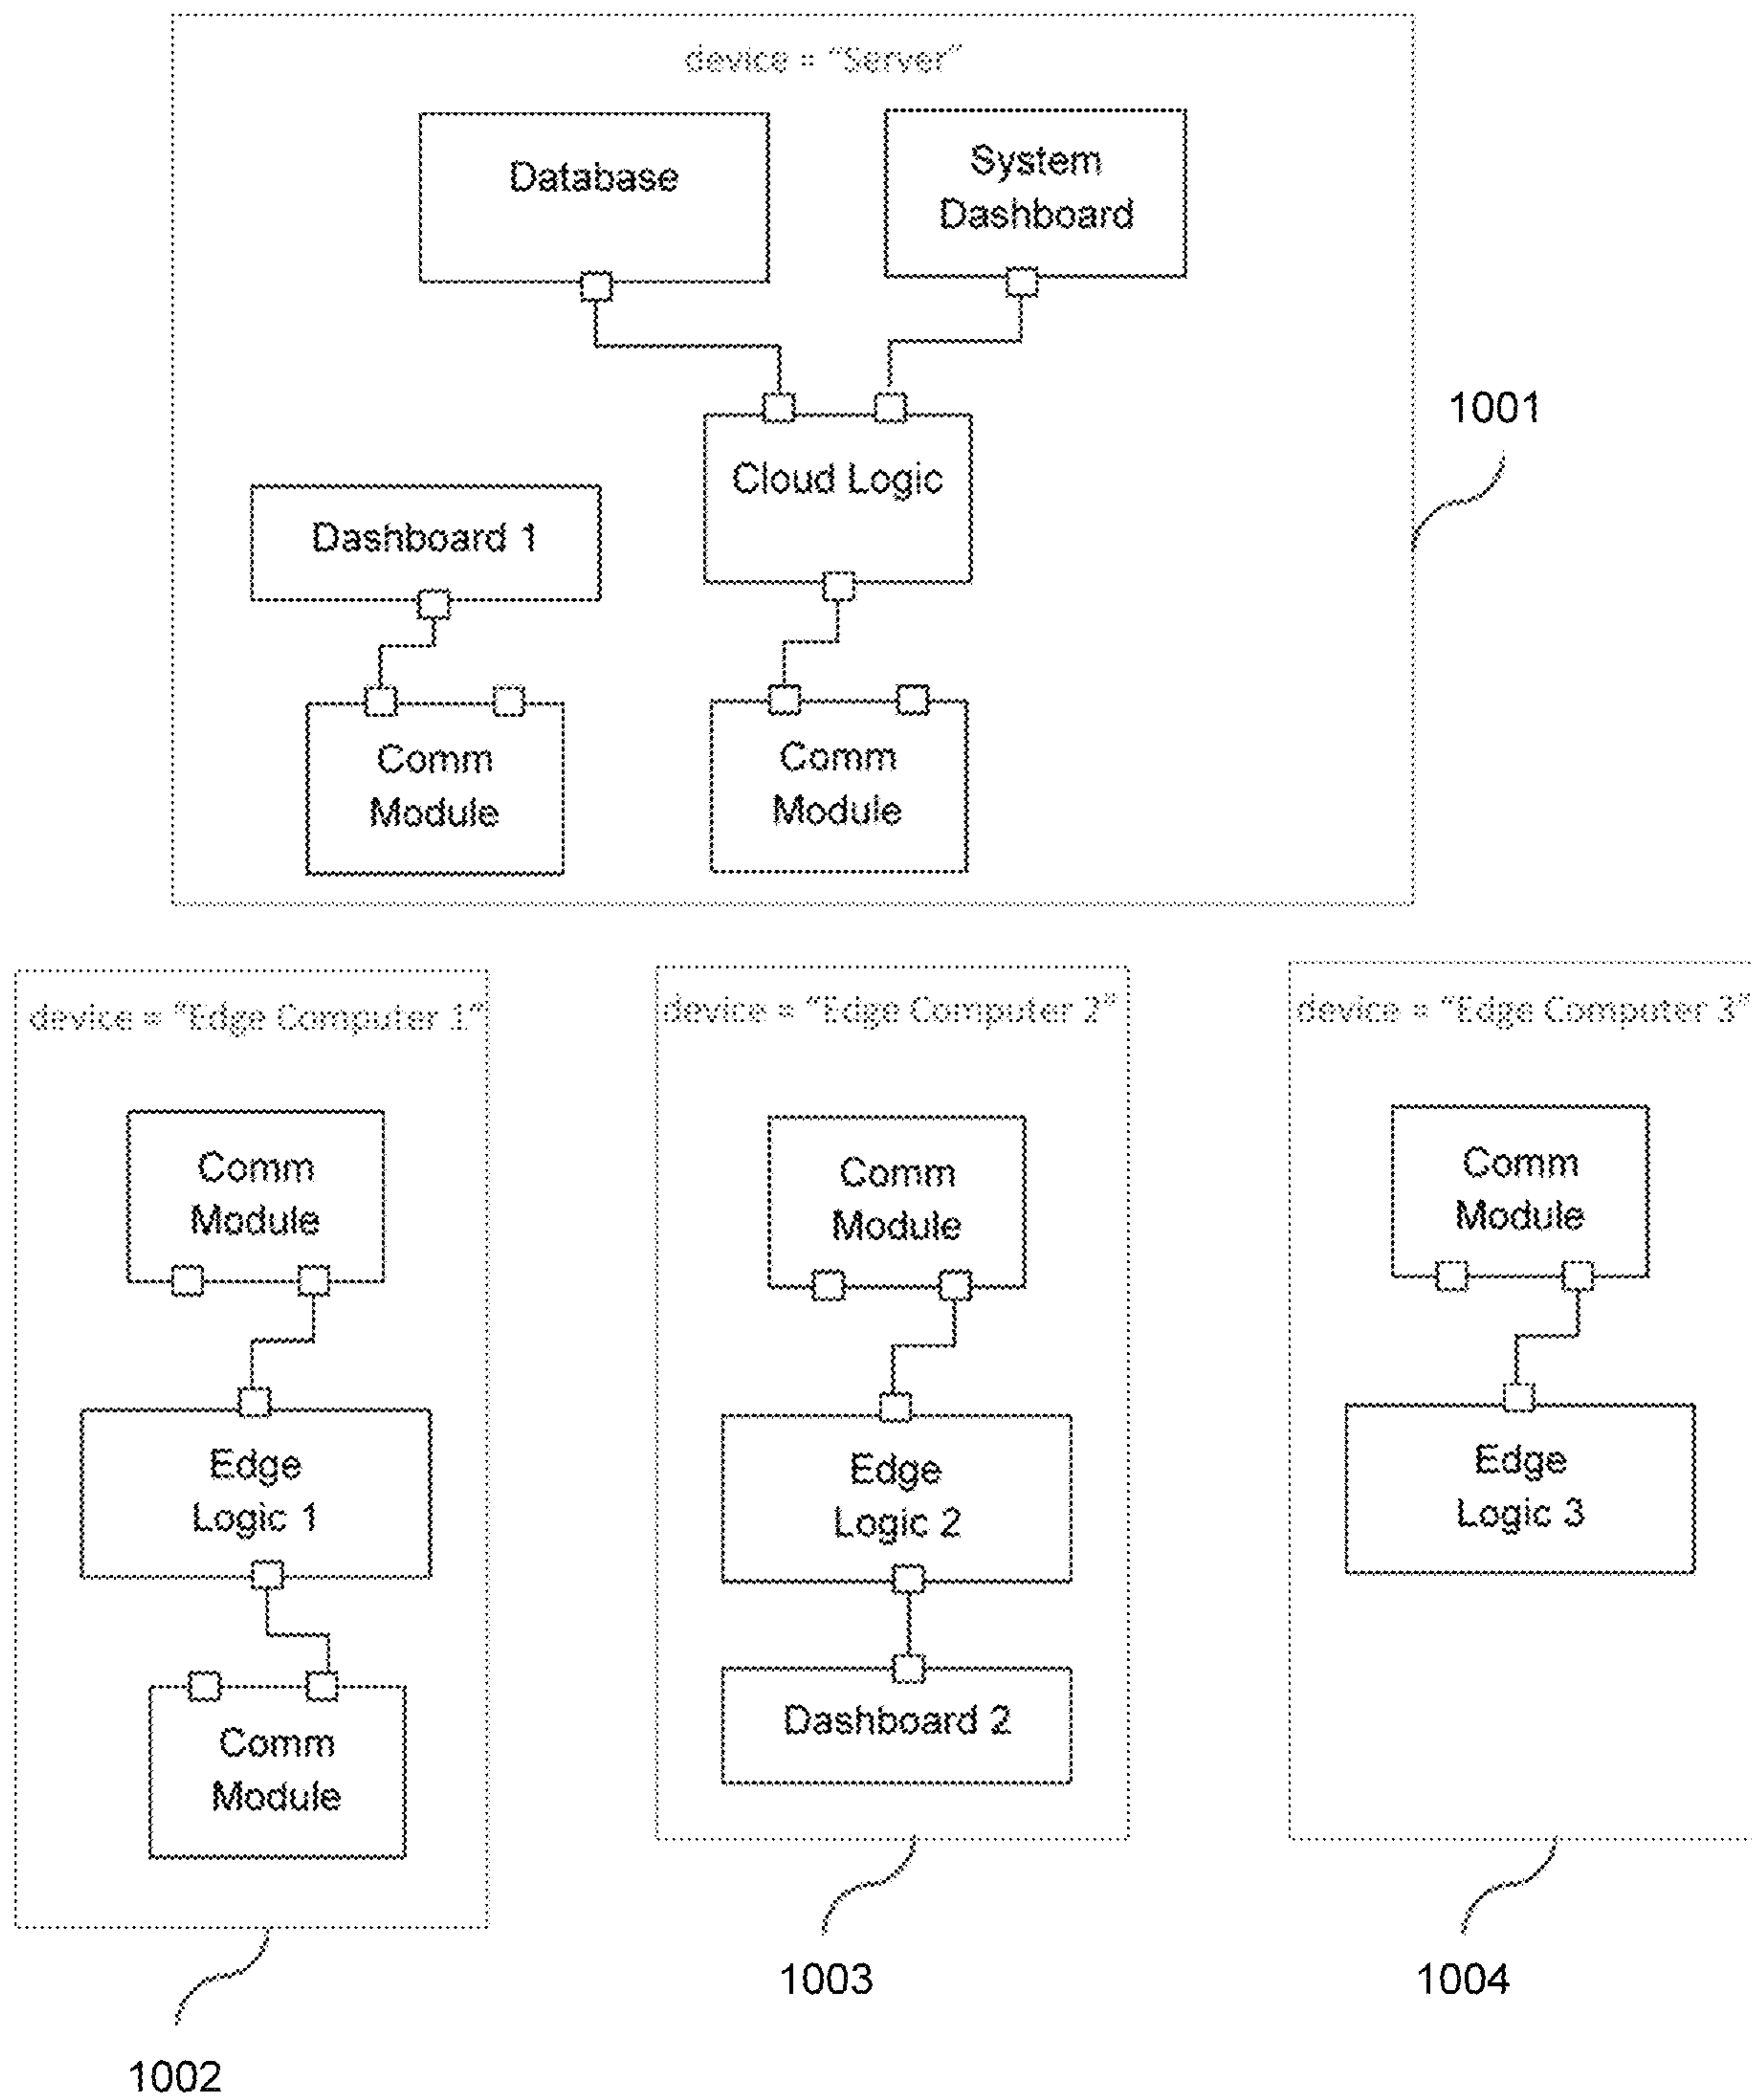 device = “Server”
Database
System
Dashboard
1001
Cloud Logic
Dashboard 1
Comm
Module
Comm
Module
device = “Edge Computer 1”
device = “Edge Computer 2”
device = “Edge Computer 3”
Comm
Module
Comm
Module
Comm
Module
Edge
Logic 1
Edge
Logic 2
Edge
Logic 3
Comm
Module
Dashboard 2
1002
1003
1004